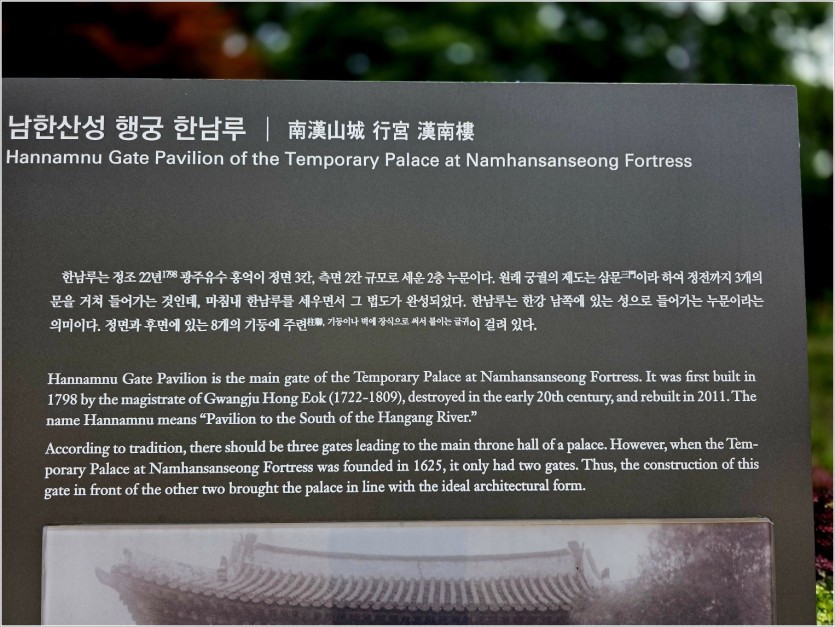 남한산성 행궁 한남루 | 南漢山城 行宮 漢南樓
Hannamnu Gate Pavilion of the Temporary Palace at Namhansanseong Fortress
한남루는 정조 22년1798 광주유수 홍억이 정면 3칸, 측면 2칸 규모로 세운 2층 누문이다. 원래 궁궐의 제도는 삼문三門이라 하여 정전까지 3개의
문을 거쳐 들어가는 것인데, 마침내 한남루를 세우면서 그 법도가 완성되었다. 한남루는 한강 남쪽에 있는 성으로 들어가는 누문이라는
의미이다. 정면과 후면에 있는 8개의 기둥에 주련柱聯, 기둥이나 벽에 장식으로 써서 붙이는 글귀이 걸려 있다.
Hannamnu Gate Pavilion is the main gate of the Temporary Palace at Namhansanseong Fortress. It was first built in
1798 by the magistrate of Gwangju Hong Eok (1722-1809), destroyed in the early 20th century, and rebuilt in 2011. The
name Hannamnu means “Pavilion to the South of the Hangang River.”
According to tradition, there should be three gates leading to the main throne hall of a palace. However, when the Tem-
porary Palace at Namhansanseong Fortress was founded in 1625, it only had two gates. Thus, the construction of this
gate in front of the other two brought the palace in line with the ideal architectural form.